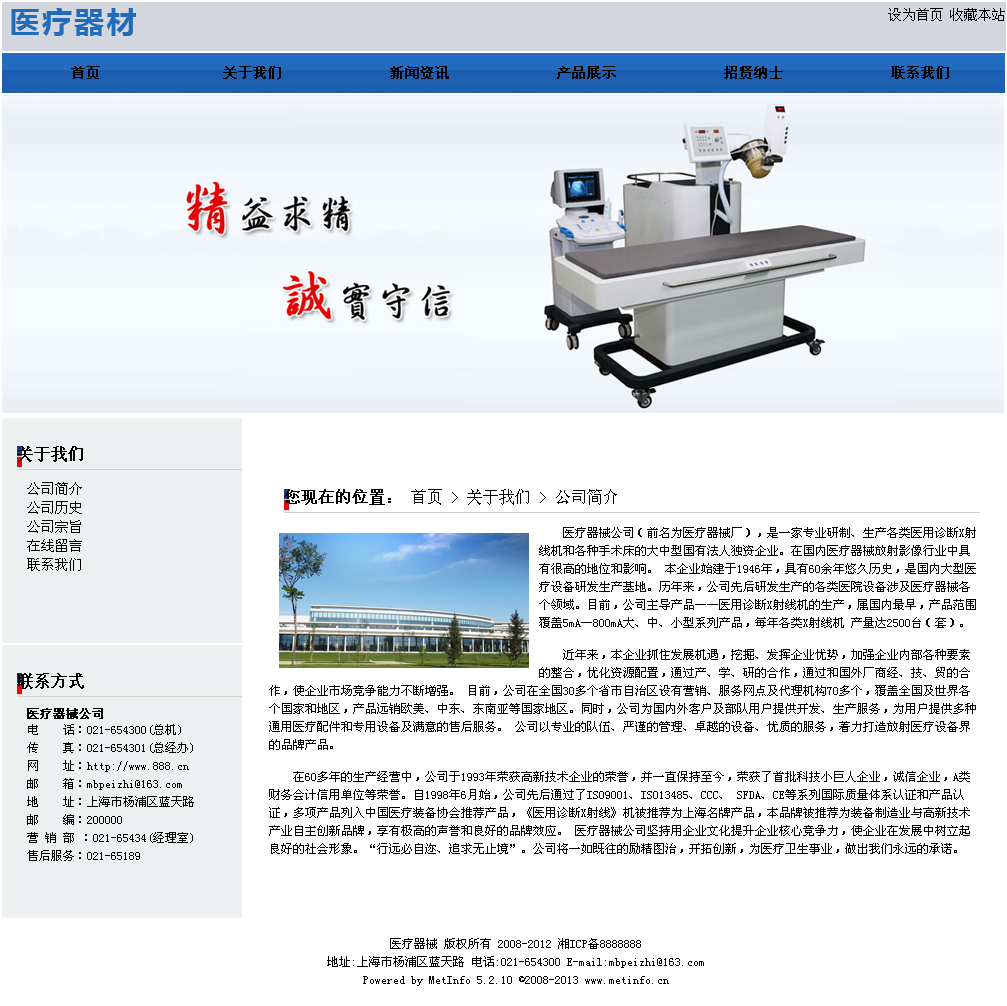 医疗器材
设为首页 收藏本站
首页 关于我们 新闻资讯 产品展示 招贤纳士 联系我们
精益求精
誠實守信
关于我们
公司简介
公司历史
公司宗旨
在线留言
联系我们
联系方式
医疗器械公司
电 话：021-654300(总机)
传 真：021-654301(总经办)
网 址：http://www.888.cn
邮 箱：mbpeizhi@163.com
地 址：上海市杨浦区蓝天路
邮 编：200000
营 销 部 ：021-65434(经理室)
售后服务：021-65189
您现在的位置： 首页 > 关于我们 > 公司简介
医疗器械公司（前名为医疗器械厂），是一家专业研制、生产各类医用诊断X射
线机和各种手术床的大中型国有法人独资企业。在国内医疗器械放射影像行业中具
有很高的地位和影响。 本企业始建于1946年，具有60余年悠久历史，是国内大型医
疗设备研发生产基地。历年来，公司先后研发生产的各类医院设备涉及医疗器械各
个领域。目前，公司主导产品一一医用诊断X射线机的生产，属国内最早，产品范围
覆盖5mA—800mA大、中、小型系列产品，每年各类X射线机 产量达2500台（套）。
近年来，本企业抓住发展机遇，挖掘、发挥企业优势，加强企业内部各种要素
的整合，优化资源配置，通过产、学、研的合作，通过和国外厂商经、技、贸的合
作，使企业市场竞争能力不断增强。 目前，公司在全国30多个省市自治区设有营销、服务网点及代理机构70多个，覆盖全国及世界各
个国家和地区，产品远销欧美、中东、东南亚等国家地区。同时，公司为国内外客户及部队用户提供开发、生产服务，为用户提供多种
通用医疗配件和专用设备及满意的售后服务。 公司以专业的队伍、严谨的管理、卓越的设备、优质的服务，着力打造放射医疗设备界
的品牌产品。
在60多年的生产经营中，公司于1993年荣获高新技术企业的荣誉，并一直保持至今，荣获了首批科技小巨人企业，诚信企业，A类
财务会计信用单位等荣誉。自1998年6月始，公司先后通过了ISO9001、ISO13485、CCC、 SFDA、CE等系列国际质量体系认证和产品认
证，多项产品列入中国医疗装备协会推荐产品，《医用诊断X射线》机被推荐为上海名牌产品，本品牌被推荐为装备制造业与高新技术
产业自主创新品牌，享有极高的声誉和良好的品牌效应。 医疗器械公司坚持用企业文化提升企业核心竞争力，使企业在发展中树立起
良好的社会形象。“行远必自迩、追求无止境”。公司将一如既往的励精图治，开拓创新，为医疗卫生事业，做出我们永远的承诺。
医疗器械 版权所有 2008-2012 湘ICP备8888888
地址:上海市杨浦区蓝天路 电话:021-654300 E-mail:mbpeizhi@163.com
Powered by MetInfo 5.2.10 ©2008-2013 www.metinfo.cn